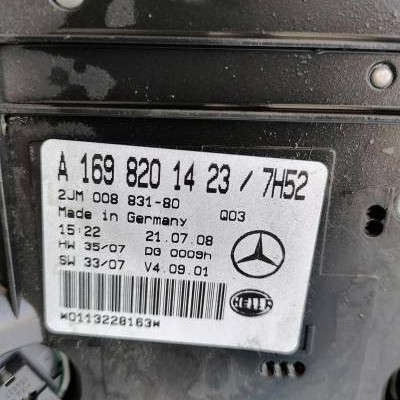 A 169 820 14 23 / 7H52
2JM 008 831-80 Q03
Made in Germany
15:22 21.07.08
HW 35/07 DG 0009h
SW 33/07 V4.09.01
HELLA
*0113228163*